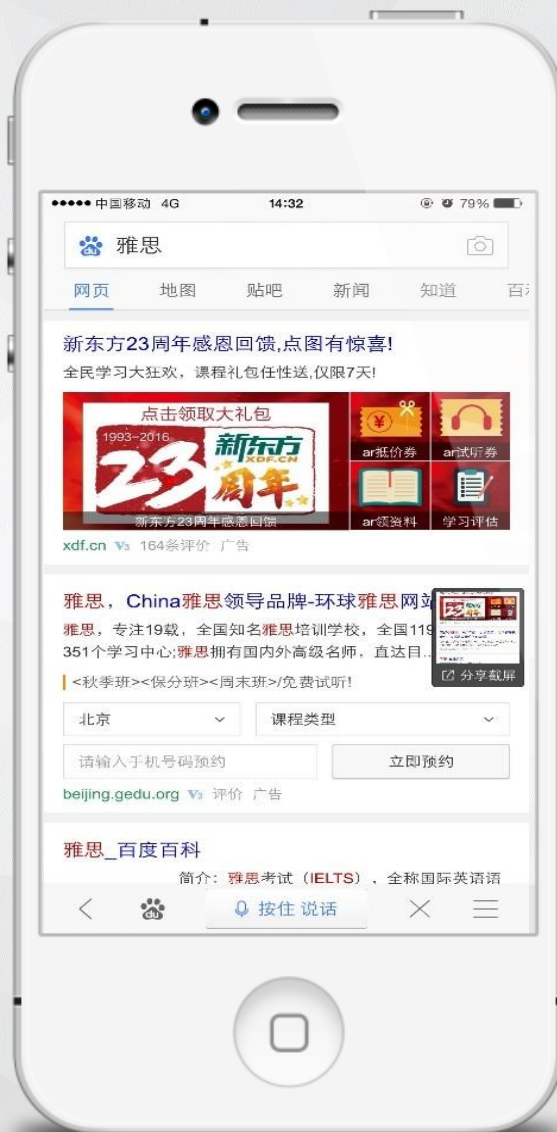 中国移动 4G 14:32 79%
du 雅思
网页 地图 贴吧 新闻 知道 百
新东方23周年感恩回馈,点图有惊喜!
全民学习大狂欢，课程礼包任性送,仅限7天!
点击领取大礼包
1993-2016
新东方
XDF.CN
23周年
新东方23周年感恩回馈
ar抵价券 ar试听券
ar领资料 学习评估
xdf.cn V3 164条评价 广告
雅思，China雅思领导品牌-环球雅思网站
雅思，专注19载，全国知名雅思培训学校，全国119
351个学习中心;雅思拥有国内外高级名师，直达目...
分享截屏
<秋季班><保分班><周末班>/免费试听!
北京 课程类型
请输入手机号码预约 立即预约
beijing.gedu.org V3 评价 广告
雅思_百度百科
简介：雅思考试（IELTS），全称国际英语语
du 按住 说话